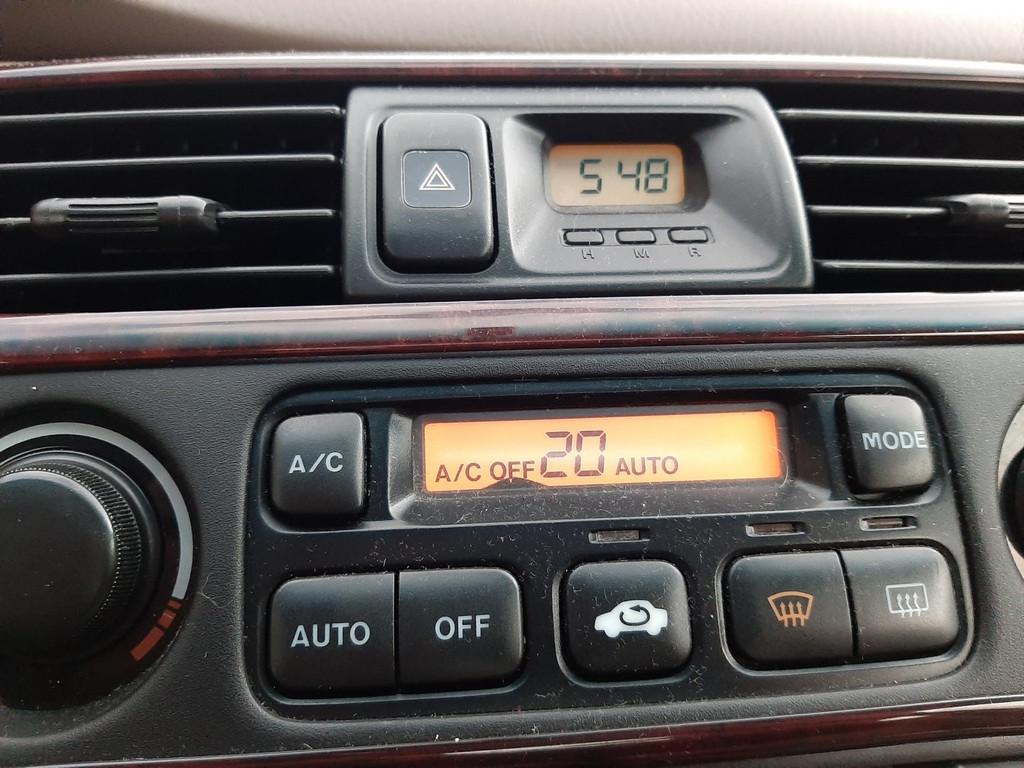 5 48
H M R
A/C
A/C OFF 20 AUTO
MODE
AUTO
OFF